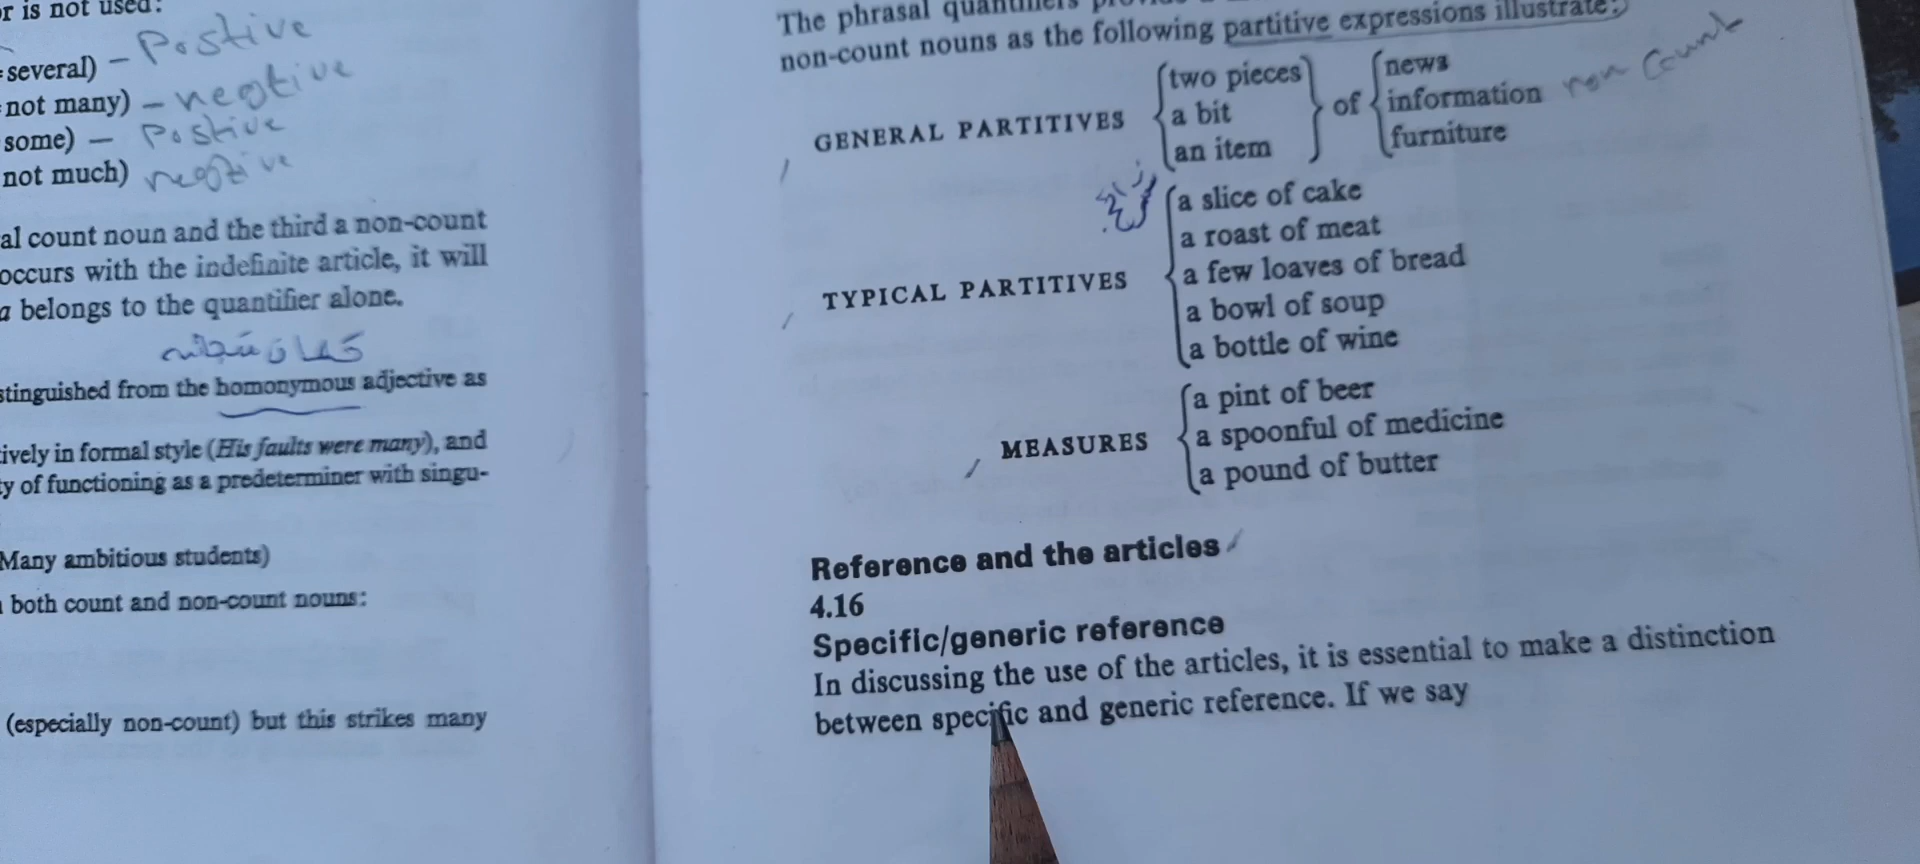 r is not used:
several) – Postive
not many) – negtive
some) – Postive
not much) negtive
al count noun and the third a non-count
occurs with the indefinite article, it will
a belongs to the quantifier alone.
stinguished from the homonymous adjective as
ively in formal style (His faults were many), and
y of functioning as a predeterminer with singu-
Many ambitious students)
both count and non-count nouns:
(especially non-count) but this strikes many
The phrasal quantifiers
non-count nouns as the following partitive expressions illustrate:
GENERAL PARTITIVES
two pieces
a bit
an item
of
news
information non Count
furniture
TYPICAL PARTITIVES
a slice of cake
a roast of meat
a few loaves of bread
a bowl of soup
a bottle of wine
MEASURES
a pint of beer
a spoonful of medicine
a pound of butter
Reference and the articles
4.16
Specific/generic reference
In discussing the use of the articles, it is essential to make a distinction
between specific and generic reference. If we say